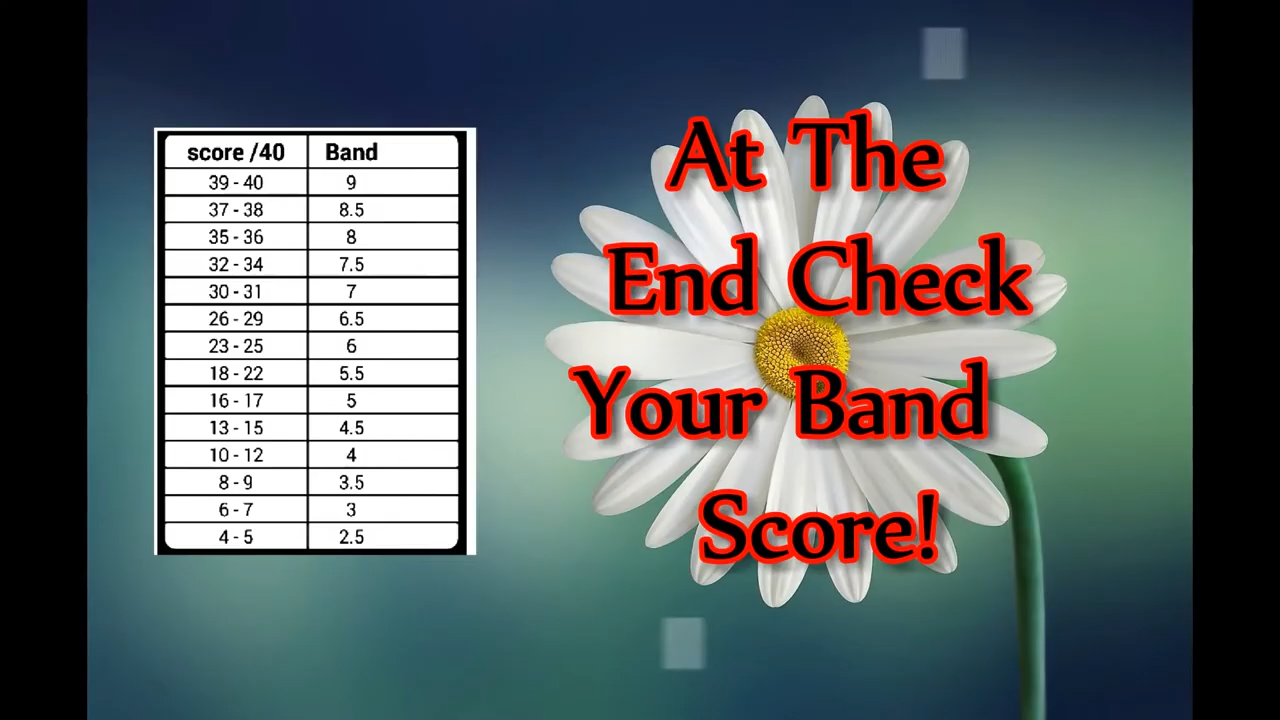 score /40 Band
39 - 40 9
37 - 38 8.5
35 - 36 8
32 - 34 7.5
30 - 31 7
26 - 29 6.5
23 - 25 6
18 - 22 5.5
16 - 17 5
13 - 15 4.5
10 - 12 4
8 - 9 3.5
6 - 7 3
4 - 5 2.5
At The
End Check
Your Band
Score!